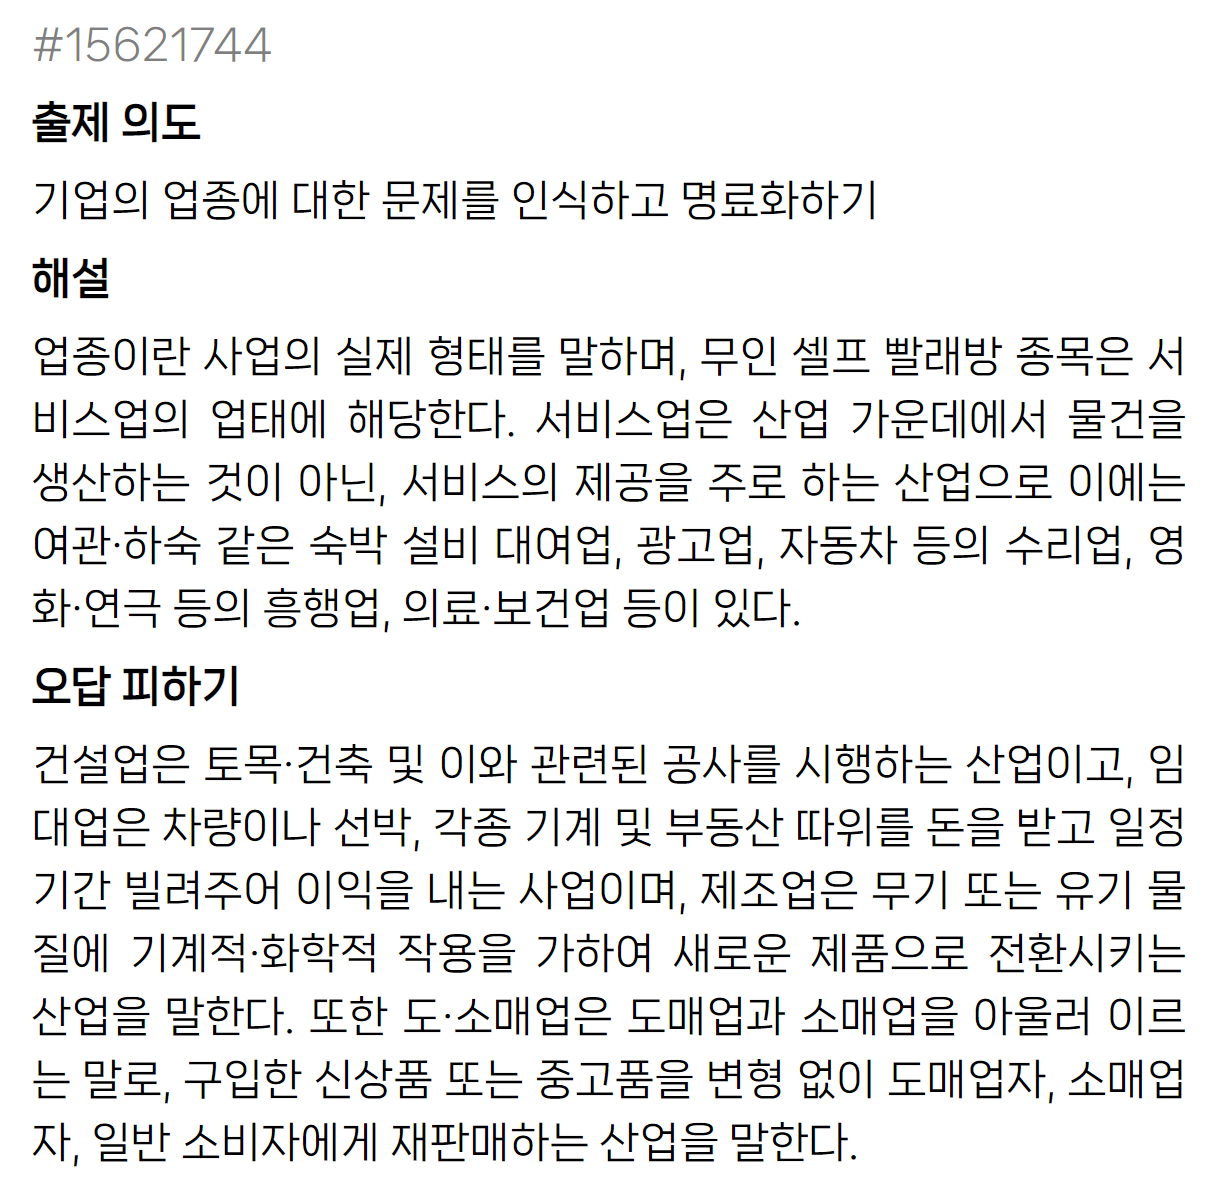 #15621744
출제 의도
기업의 업종에 대한 문제를 인식하고 명료화하기
해설
업종이란 사업의 실제 형태를 말하며, 무인 셀프 빨래방 종목은 서
비스업의 업태에 해당한다. 서비스업은 산업 가운데에서 물건을
생산하는 것이 아닌, 서비스의 제공을 주로 하는 산업으로 이에는
여관·하숙 같은 숙박 설비 대여업, 광고업, 자동차 등의 수리업, 영
화·연극 등의 흥행업, 의료·보건업 등이 있다.
오답 피하기
건설업은 토목·건축 및 이와 관련된 공사를 시행하는 산업이고, 임
대업은 차량이나 선박, 각종 기계 및 부동산 따위를 돈을 받고 일정
기간 빌려주어 이익을 내는 사업이며, 제조업은 무기 또는 유기 물
질에 기계적·화학적 작용을 가하여 새로운 제품으로 전환시키는
산업을 말한다. 또한 도·소매업은 도매업과 소매업을 아울러 이르
는 말로, 구입한 신상품 또는 중고품을 변형 없이 도매업자, 소매업
자, 일반 소비자에게 재판매하는 산업을 말한다.